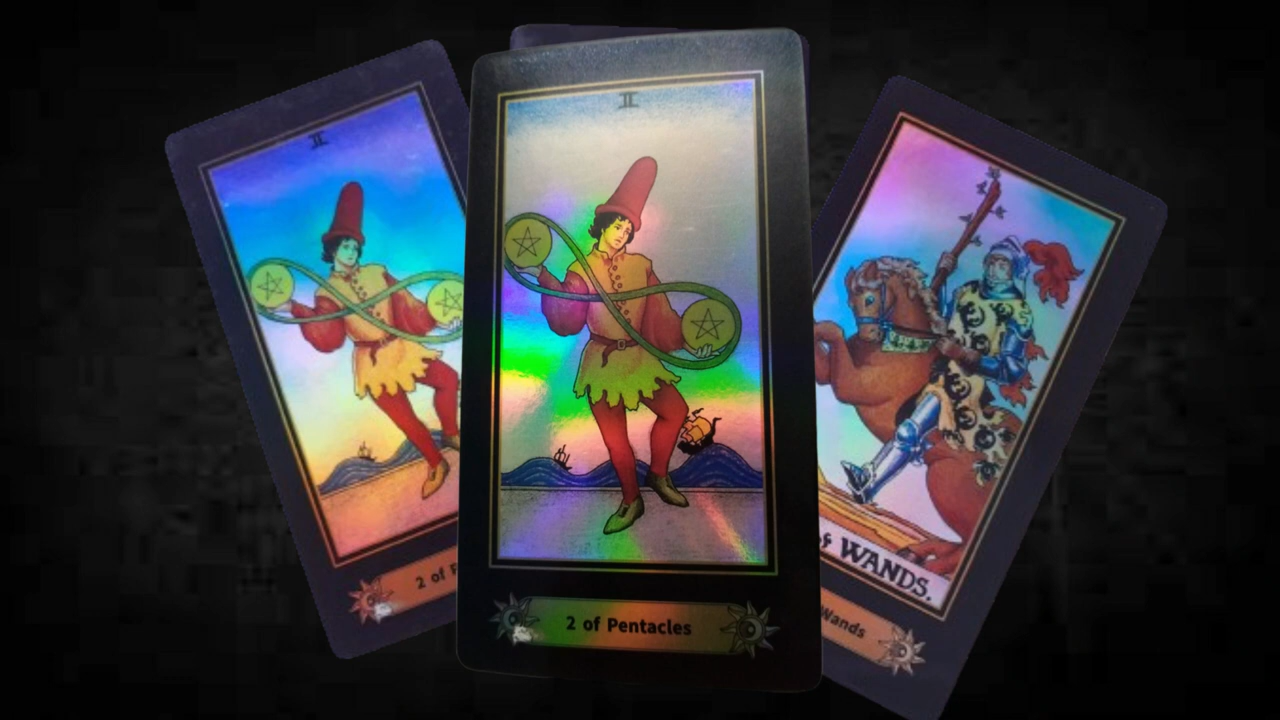 II
2 of P
II
2 of Pentacles
of WANDS.
Wands